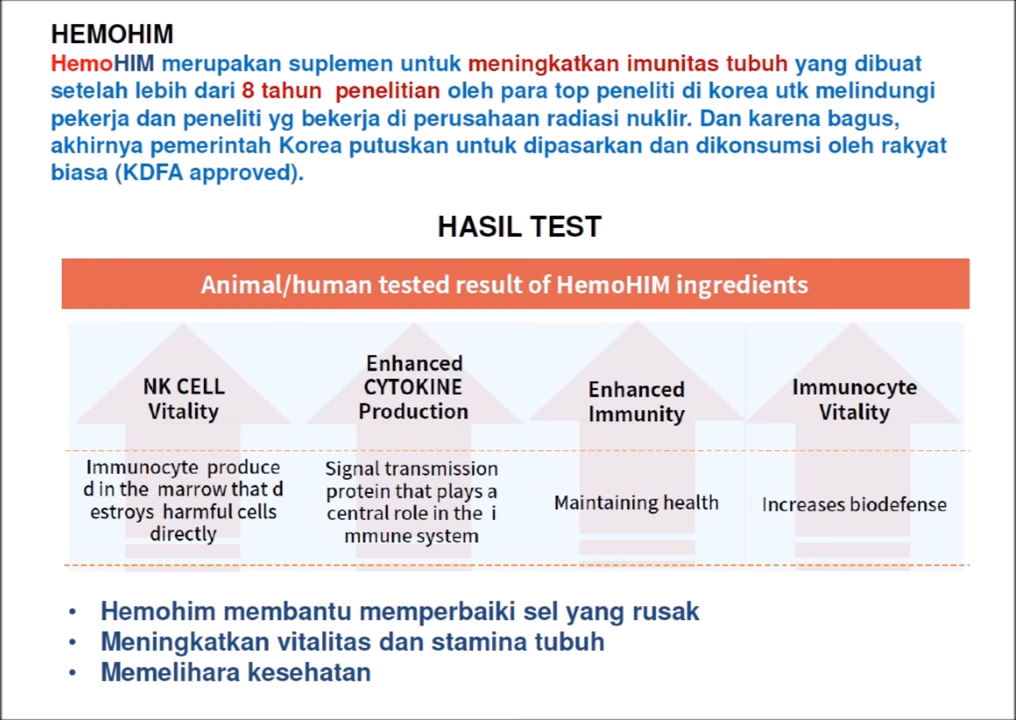 HEMOHIM
HemoHIM merupakan suplemen untuk meningkatkan imunitas tubuh yang dibuat
setelah lebih dari 8 tahun penelitian oleh para top peneliti di korea utk melindungi
pekerja dan peneliti yg bekerja di perusahaan radiasi nuklir. Dan karena bagus,
akhirnya pemerintah Korea putuskan untuk dipasarkan dan dikonsumsi oleh rakyat
biasa (KDFA approved).
HASIL TEST
Animal/human tested result of HemoHIM ingredients
NK CELL
Vitality
Immunocyte produce
d in the marrow that d
estroys harmful cells
directly
Enhanced
CYTOKINE
Production
Signal transmission
protein that plays a
central role in the i
mmune system
Enhanced
Immunity
Maintaining health
Immunocyte
Vitality
Increases biodefense
• Hemohim membantu memperbaiki sel yang rusak
• Meningkatkan vitalitas dan stamina tubuh
• Memelihara kesehatan